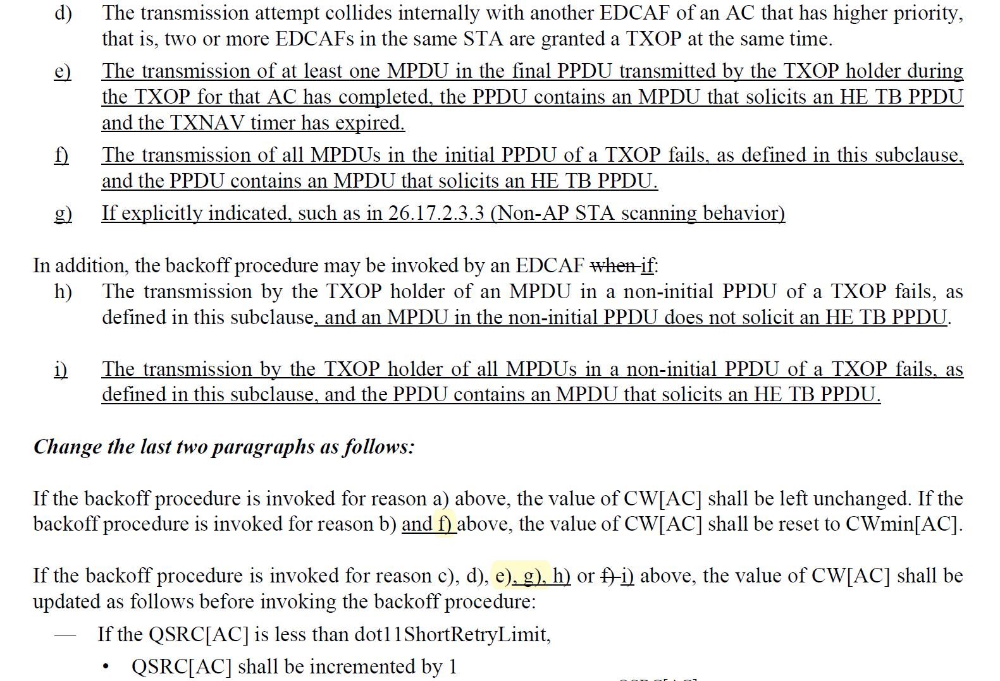 d) The transmission attempt collides internally with another EDCAF of an AC that has higher priority,
that is, two or more EDCAFs in the same STA are granted a TXOP at the same time.
e) The transmission of at least one MPDU in the final PPDU transmitted by the TXOP holder during
the TXOP for that AC has completed, the PPDU contains an MPDU that solicits an HE TB PPDU
and the TXNAV timer has expired.
f) The transmission of all MPDUs in the initial PPDU of a TXOP fails, as defined in this subclause,
and the PPDU contains an MPDU that solicits an HE TB PPDU.
g) If explicitly indicated, such as in 26.17.2.3.3 (Non-AP STA scanning behavior)
In addition, the backoff procedure may be invoked by an EDCAF when if:
h) The transmission by the TXOP holder of an MPDU in a non-initial PPDU of a TXOP fails, as
defined in this subclause, and an MPDU in the non-initial PPDU does not solicit an HE TB PPDU.
i) The transmission by the TXOP holder of all MPDUs in a non-initial PPDU of a TXOP fails, as
defined in this subclause, and the PPDU contains an MPDU that solicits an HE TB PPDU.
Change the last two paragraphs as follows:
If the backoff procedure is invoked for reason a) above, the value of CW[AC] shall be left unchanged. If the
backoff procedure is invoked for reason b) and f) above, the value of CW[AC] shall be reset to CWmin[AC].
If the backoff procedure is invoked for reason c), d), e), g), h) or f) i) above, the value of CW[AC] shall be
updated as follows before invoking the backoff procedure:
— If the QSRC[AC] is less than dot11ShortRetryLimit,
• QSRC[AC] shall be incremented by 1